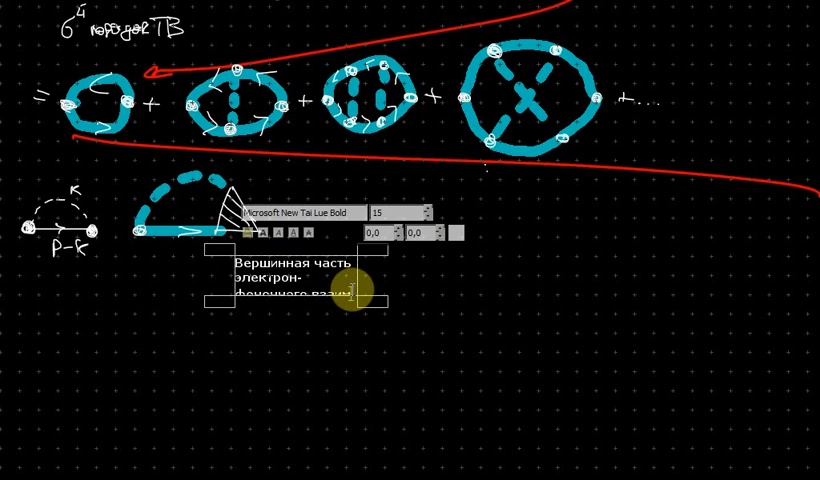 6⁴ порядок ТВ
= + + + +...
K
P-k
Microsoft New Tai Lue Bold 15
0,0 0,0
Вершинная часть
электрон-